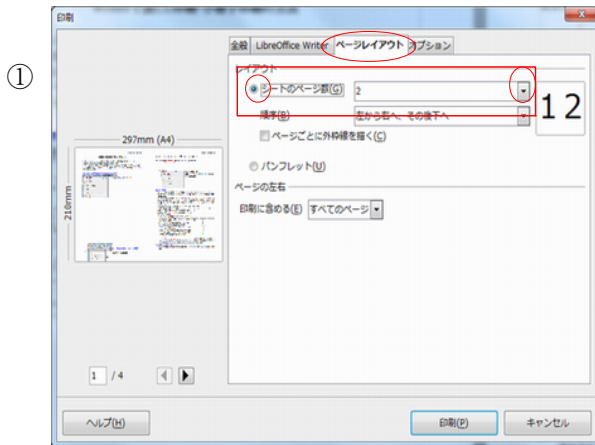 印刷
全般 LibreOffice Writer ページレイアウト オプション
①
レイアウト
シートのページ数(G) 2
順序(R) 左から右へ、その後下へ
1 2
ページごとに外枠線を描く(C)
297mm (A4)
パンフレット(U)
ページの左右
210mm
印刷に含める(E) すべてのページ
1 / 4
ヘルプ(H) 印刷(P) キャンセル